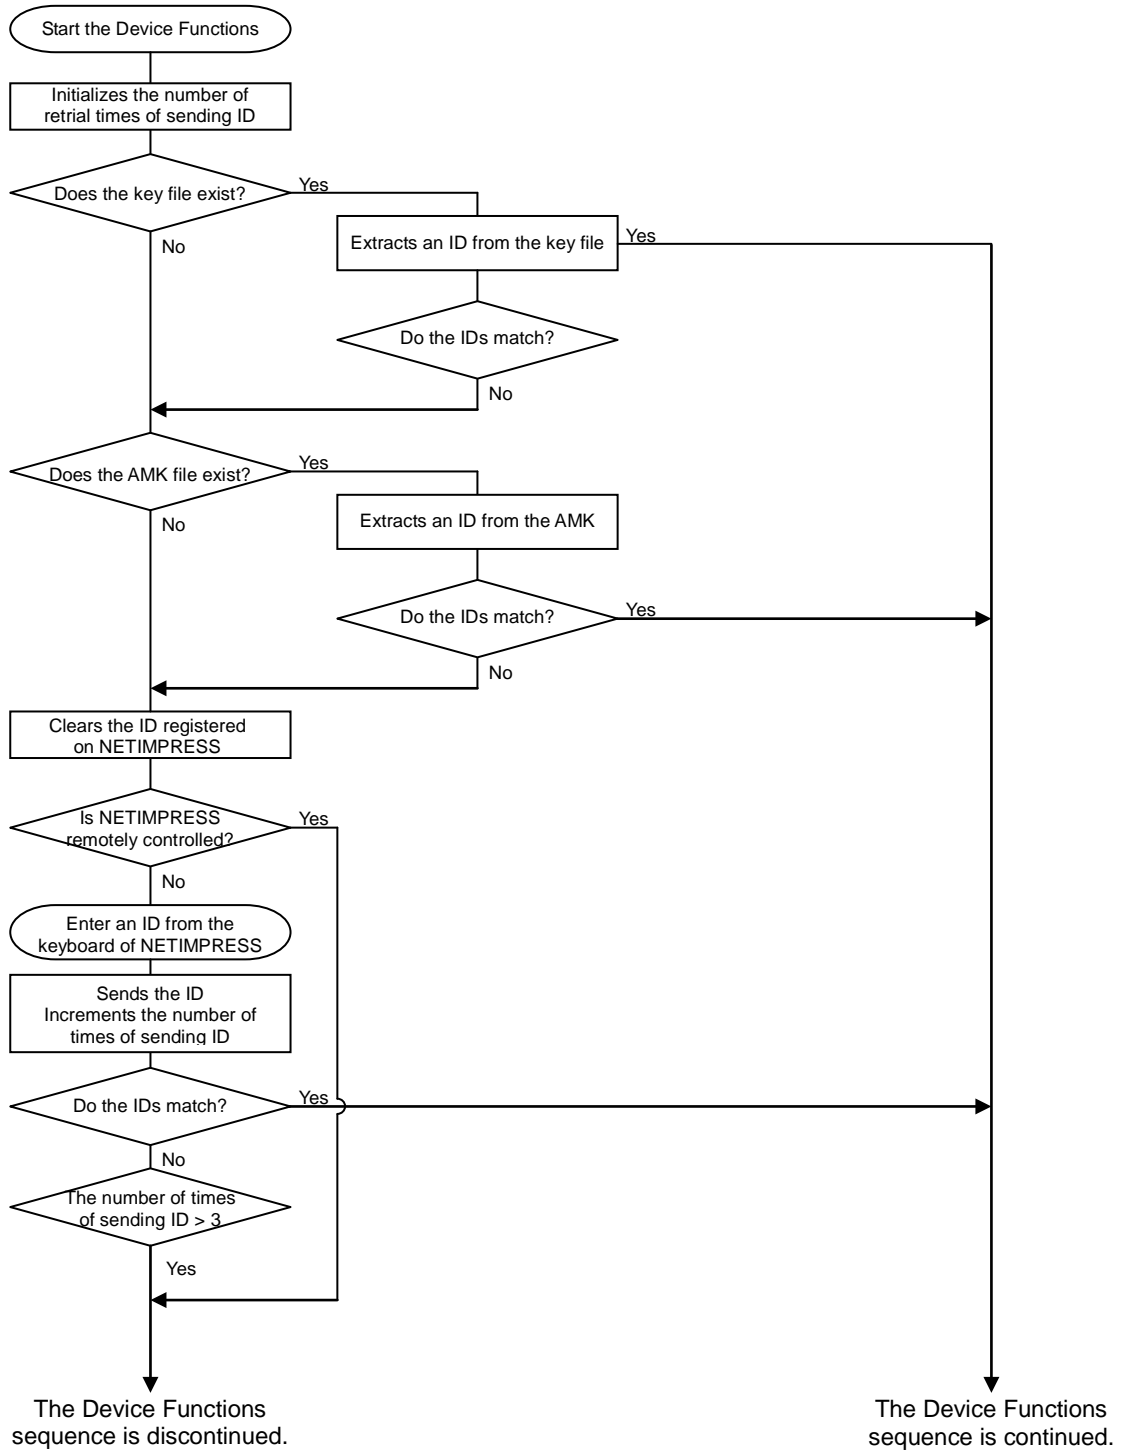 Start the Device Functions
Initializes the number of
retrial times of sending ID
Does the key file exist?
Yes
No
Extracts an ID from the key file
Yes
Do the IDs match?
No
Does the AMK file exist?
Yes
No
Extracts an ID from the AMK
Do the IDs match?
Yes
No
Clears the ID registered
on NETIMPRESS
Is NETIMPRESS
remotely controlled?
Yes
No
Enter an ID from the
keyboard of NETIMPRESS
Sends the ID
Increments the number of
times of sending ID
Do the IDs match?
Yes
No
The number of times
of sending ID > 3
Yes
The Device Functions
sequence is discontinued.
The Device Functions
sequence is continued.